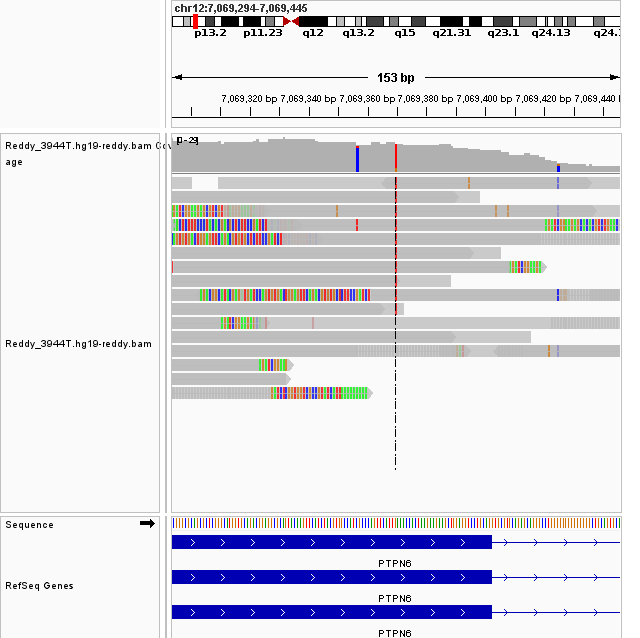 chr12:7,069,294-7,069,445
p13.2 p11.23 q12 q13.2 q15 q21.31 q23.1 q24.13 q24.
153 bp
7,069,320 bp 7,069,340 bp 7,069,360 bp 7,069,380 bp 7,069,400 bp 7,069,420 bp 7,069,440 l
Reddy_3944T.hg19-reddy.bam Cov
age
Reddy_3944T.hg19-reddy.bam
Sequence
PTPN6
RefSeq Genes
PTPN6
PTPN6